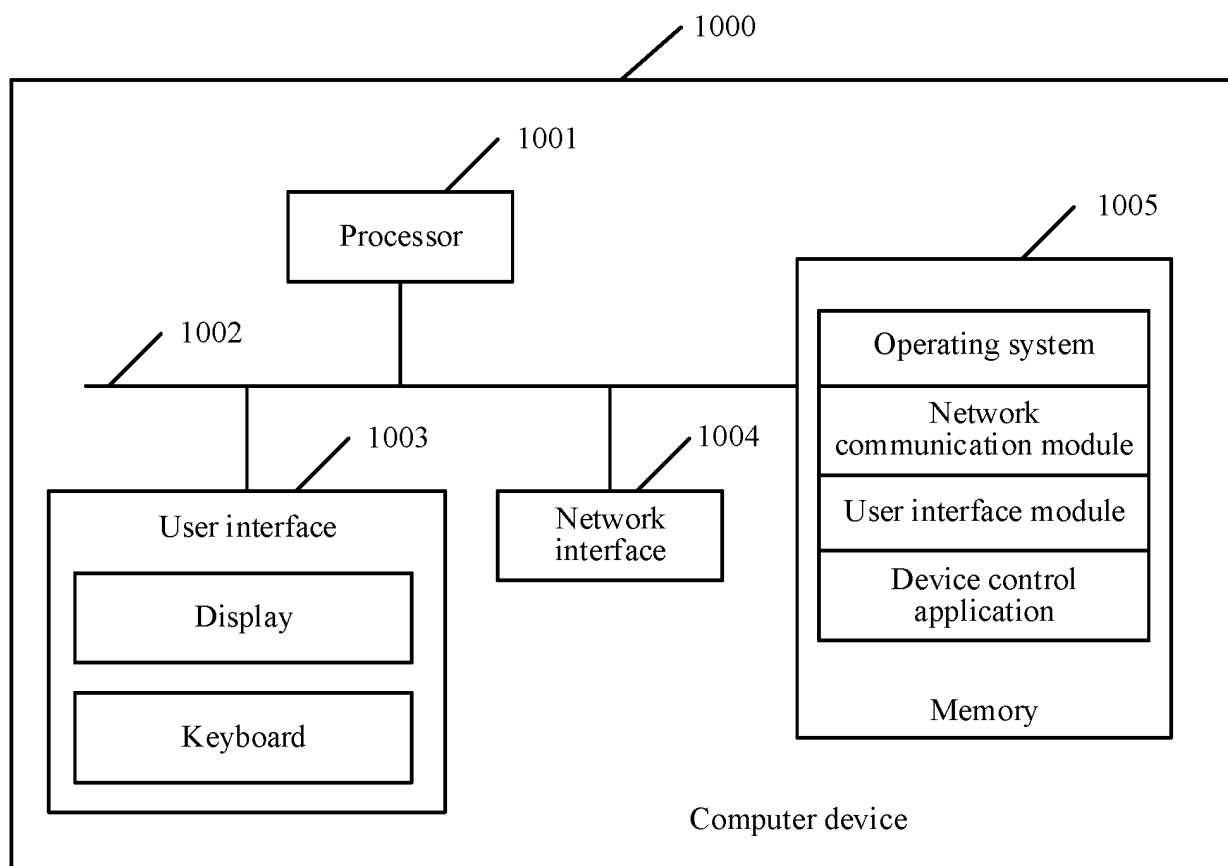 1000
1001
Processor
1005
1002
Operating system
Network
communication module
User interface module
Device control
application
Memory
1003
User interface
Display
Keyboard
1004
Network
interface
Computer device